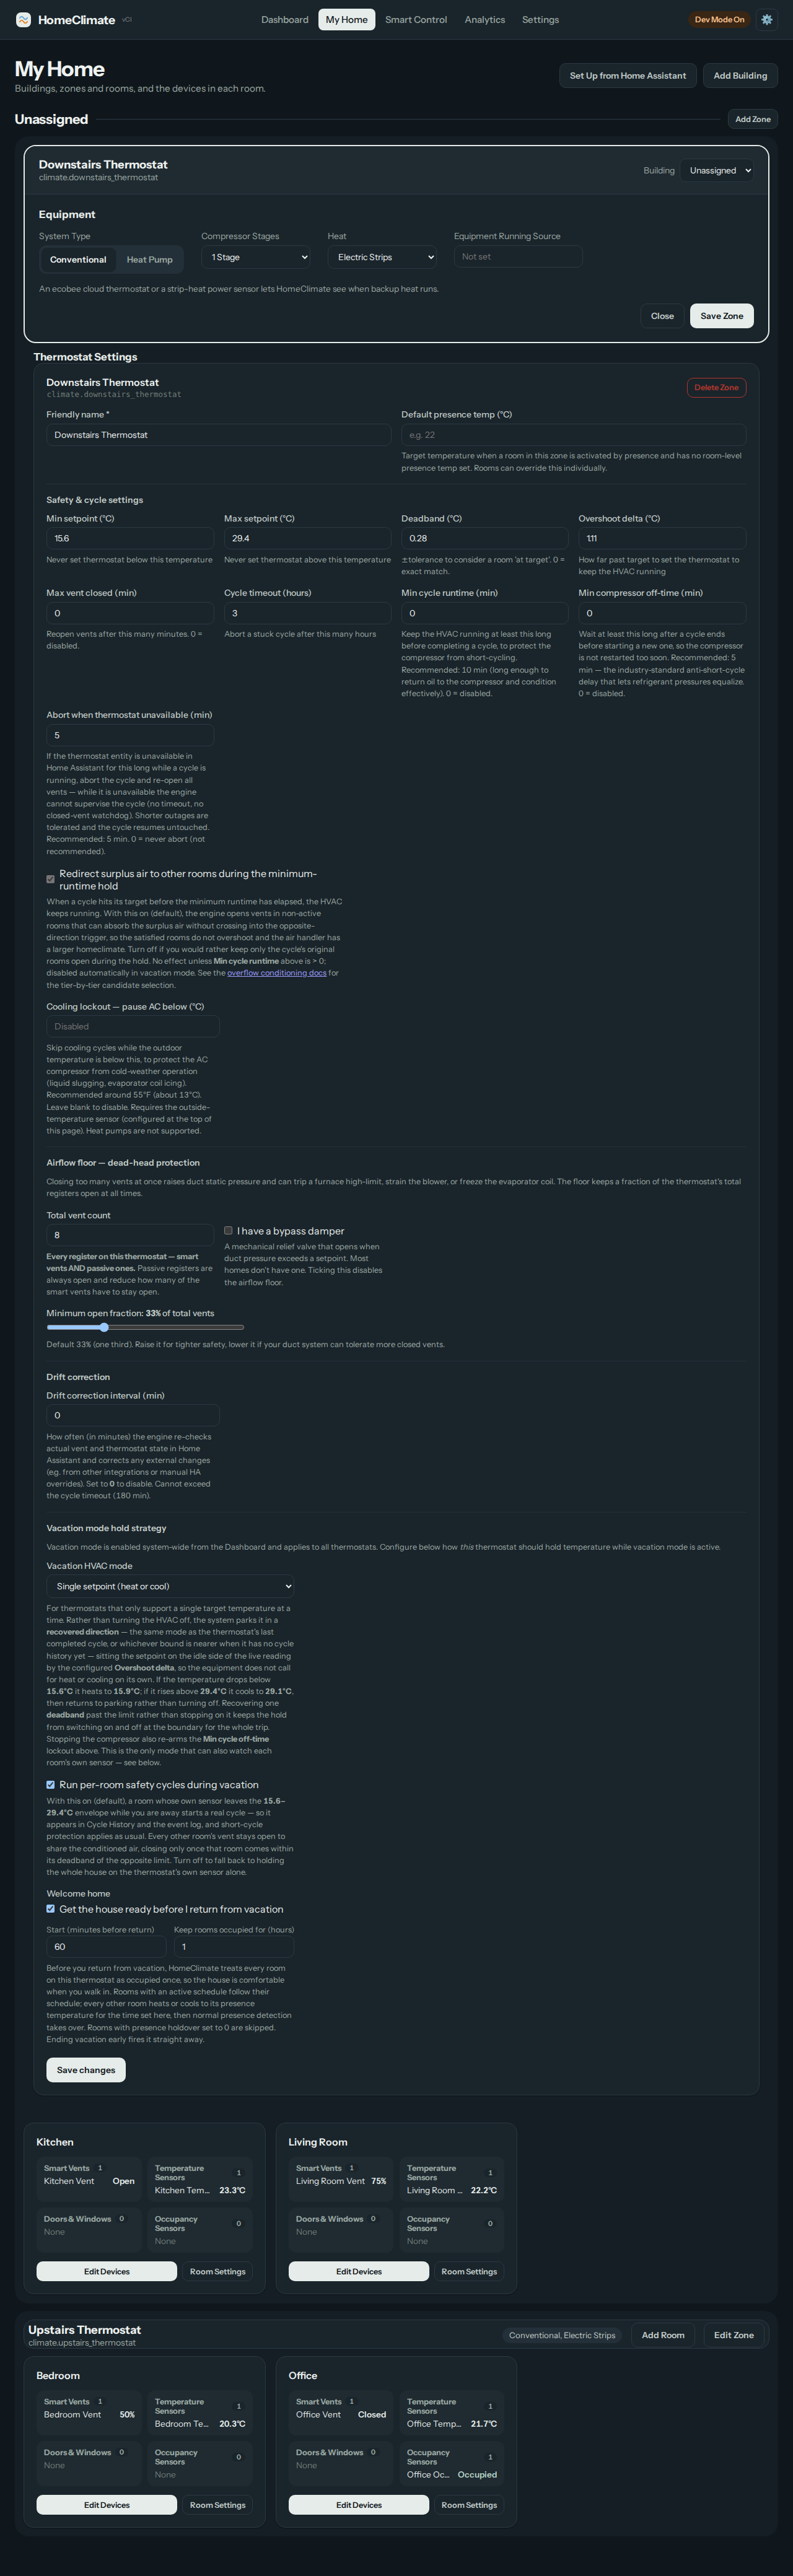 HomeClimate vCI
Dashboard My Home Smart Control Analytics Settings
Dev Mode On
My Home
Buildings, zones and rooms, and the devices in each room.
Set Up from Home Assistant Add Building
Unassigned
Add Zone
Downstairs Thermostat
climate.downstairs_thermostat
Building Unassigned
Equipment
System Type
Conventional Heat Pump
Compressor Stages
1 Stage
Heat
Electric Strips
Equipment Running Source
Not set
An ecobee cloud thermostat or a strip-heat power sensor lets HomeClimate see when backup heat runs.
Close Save Zone
Thermostat Settings
Downstairs Thermostat
climate.downstairs_thermostat
Delete Zone
Friendly name *
Downstairs Thermostat
Default presence temp (°C)
e.g. 22
Target temperature when a room in this zone is activated by presence and has no room-level
presence temp set. Rooms can override this individually.
Safety & cycle settings
Min setpoint (°C)
15.6
Never set thermostat below this temperature
Max setpoint (°C)
29.4
Never set thermostat above this temperature
Deadband (°C)
0.28
±tolerance to consider a room 'at target'. 0 =
exact match.
Overshoot delta (°C)
1.11
How far past target to set the thermostat to
keep the HVAC running
Max vent closed (min)
0
Reopen vents after this many minutes. 0 =
disabled.
Cycle timeout (hours)
3
Abort a stuck cycle after this many hours
Min cycle runtime (min)
0
Keep the HVAC running at least this long
before completing a cycle, to protect the
compressor from short-cycling.
Recommended: 10 min (long enough to
return oil to the compressor and condition
effectively). 0 = disabled.
Min compressor off-time (min)
0
Wait at least this long after a cycle ends
before starting a new one, so the compressor
is not restarted too soon. Recommended: 5
min — the industry-standard anti-short-cycle
delay that lets refrigerant pressures equalize.
0 = disabled.
Abort when thermostat unavailable (min)
5
If the thermostat entity is unavailable in
Home Assistant for this long while a cycle is
running, abort the cycle and re-open all
vents — while it is unavailable the engine
cannot supervise the cycle (no timeout, no
closed-vent watchdog). Shorter outages are
tolerated and the cycle resumes untouched.
Recommended: 5 min. 0 = never abort (not
recommended).
Redirect surplus air to other rooms during the minimum-
runtime hold
When a cycle hits its target before the minimum runtime has elapsed, the HVAC
keeps running. With this on (default), the engine opens vents in non-active
rooms that can absorb the surplus air without crossing into the opposite-
direction trigger, so the satisfied rooms do not overshoot and the air handler has
a larger homeclimate. Turn off if you would rather keep only the cycle's original
rooms open during the hold. No effect unless Min cycle runtime above is > 0;
disabled automatically in vacation mode. See the overflow conditioning docs for
the tier-by-tier candidate selection.
Cooling lockout — pause AC below (°C)
Disabled
Skip cooling cycles while the outdoor
temperature is below this, to protect the AC
compressor from cold-weather operation
(liquid slugging, evaporator coil icing).
Recommended around 55°F (about 13°C).
Leave blank to disable. Requires the outside-
temperature sensor (configured at the top of
this page). Heat pumps are not supported.
Airflow floor — dead-head protection
Closing too many vents at once raises duct static pressure and can trip a furnace high-limit, strain the blower, or freeze the evaporator coil. The floor keeps a fraction of the thermostat's total
registers open at all times.
Total vent count
8
Every register on this thermostat — smart
vents AND passive ones. Passive registers are
always open and reduce how many of the
smart vents have to stay open.
I have a bypass damper
A mechanical relief valve that opens when
duct pressure exceeds a setpoint. Most
homes don't have one. Ticking this disables
the airflow floor.
Minimum open fraction: 33% of total vents
Default 33% (one third). Raise it for tighter safety, lower it if your duct system can tolerate more closed vents.
Drift correction
Drift correction interval (min)
0
How often (in minutes) the engine re-checks
actual vent and thermostat state in Home
Assistant and corrects any external changes
(e.g. from other integrations or manual HA
overrides). Set to 0 to disable. Cannot exceed
the cycle timeout (180 min).
Vacation mode hold strategy
Vacation mode is enabled system-wide from the Dashboard and applies to all thermostats. Configure below how this thermostat should hold temperature while vacation mode is active.
Vacation HVAC mode
Single setpoint (heat or cool)
For thermostats that only support a single target temperature at a
time. Rather than turning the HVAC off, the system parks it in a
recovered direction — the same mode as the thermostat's last
completed cycle, or whichever bound is nearer when it has no cycle
history yet — sitting the setpoint on the idle side of the live reading
by the configured Overshoot delta, so the equipment does not call
for heat or cooling on its own. If the temperature drops below
15.6°C it heats to 15.9°C; if it rises above 29.4°C it cools to 29.1°C,
then returns to parking rather than turning off. Recovering one
deadband past the limit rather than stopping on it keeps the hold
from switching on and off at the boundary for the whole trip.
Stopping the compressor also re-arms the Min cycle off-time
lockout above. This is the only mode that can also watch each
room's own sensor — see below.
Run per-room safety cycles during vacation
With this on (default), a room whose own sensor leaves the 15.6–
29.4°C envelope while you are away starts a real cycle — so it
appears in Cycle History and the event log, and short-cycle
protection applies as usual. Every other room's vent stays open to
share the conditioned air, closing only once that room comes within
its deadband of the opposite limit. Turn off to fall back to holding
the whole house on the thermostat's own sensor alone.
Welcome home
Get the house ready before I return from vacation
Start (minutes before return)
60
Keep rooms occupied for (hours)
1
Before you return from vacation, HomeClimate treats every room
on this thermostat as occupied once, so the house is comfortable
when you walk in. Rooms with an active schedule follow their
schedule; every other room heats or cools to its presence
temperature for the time set here, then normal presence detection
takes over. Rooms with presence holdover set to 0 are skipped.
Ending vacation early fires it straight away.
Save changes
Kitchen
Smart Vents 1
Kitchen Vent Open
Temperature
Sensors 1
Kitchen Tem... 23.3°C
Doors & Windows 0
None
Occupancy
Sensors 0
None
Edit Devices Room Settings
Living Room
Smart Vents 1
Living Room Vent 75%
Temperature
Sensors 1
Living Room ... 22.2°C
Doors & Windows 0
None
Occupancy
Sensors 0
None
Edit Devices Room Settings
Upstairs Thermostat
climate.upstairs_thermostat
Conventional, Electric Strips Add Room Edit Zone
Bedroom
Smart Vents 1
Bedroom Vent 50%
Temperature
Sensors 1
Bedroom Te... 20.3°C
Doors & Windows 0
None
Occupancy
Sensors 0
None
Edit Devices Room Settings
Office
Smart Vents 1
Office Vent Closed
Temperature
Sensors 1
Office Temp... 21.7°C
Doors & Windows 0
None
Occupancy
Sensors 1
Office Oc... Occupied
Edit Devices Room Settings